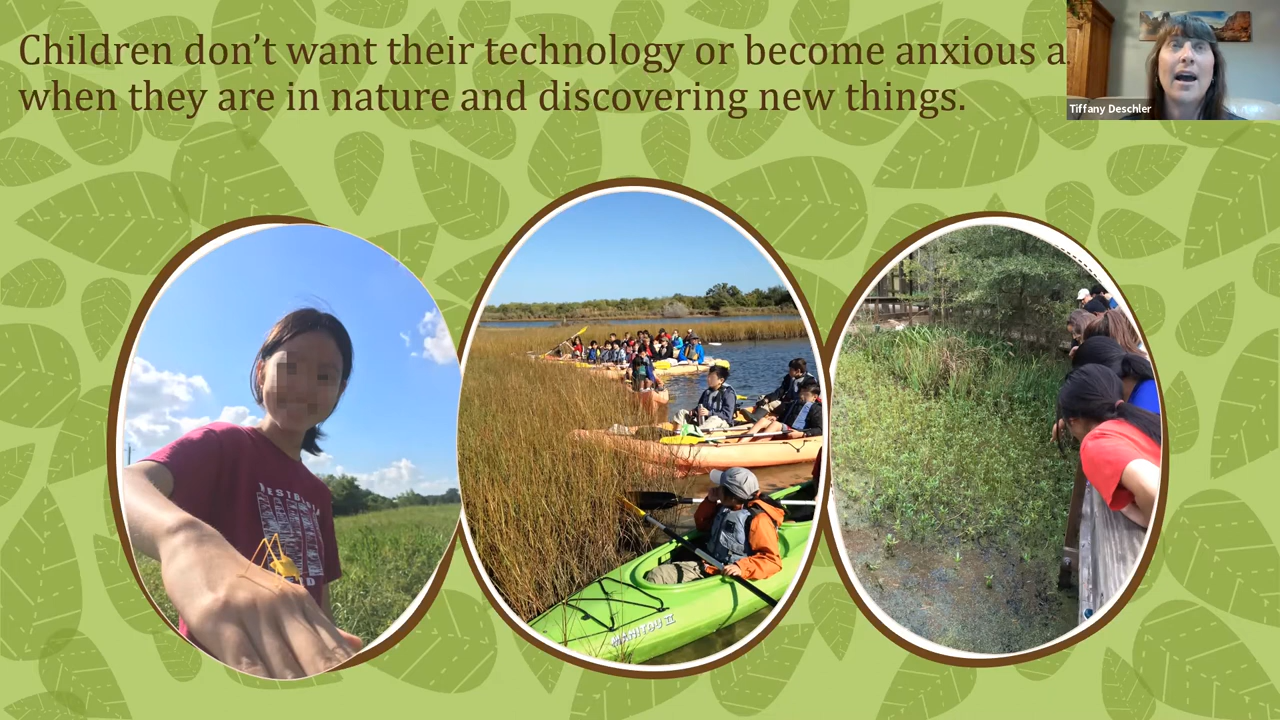 Children don't want their technology or become anxious a
when they are in nature and discovering new things.
Tiffany Deschler